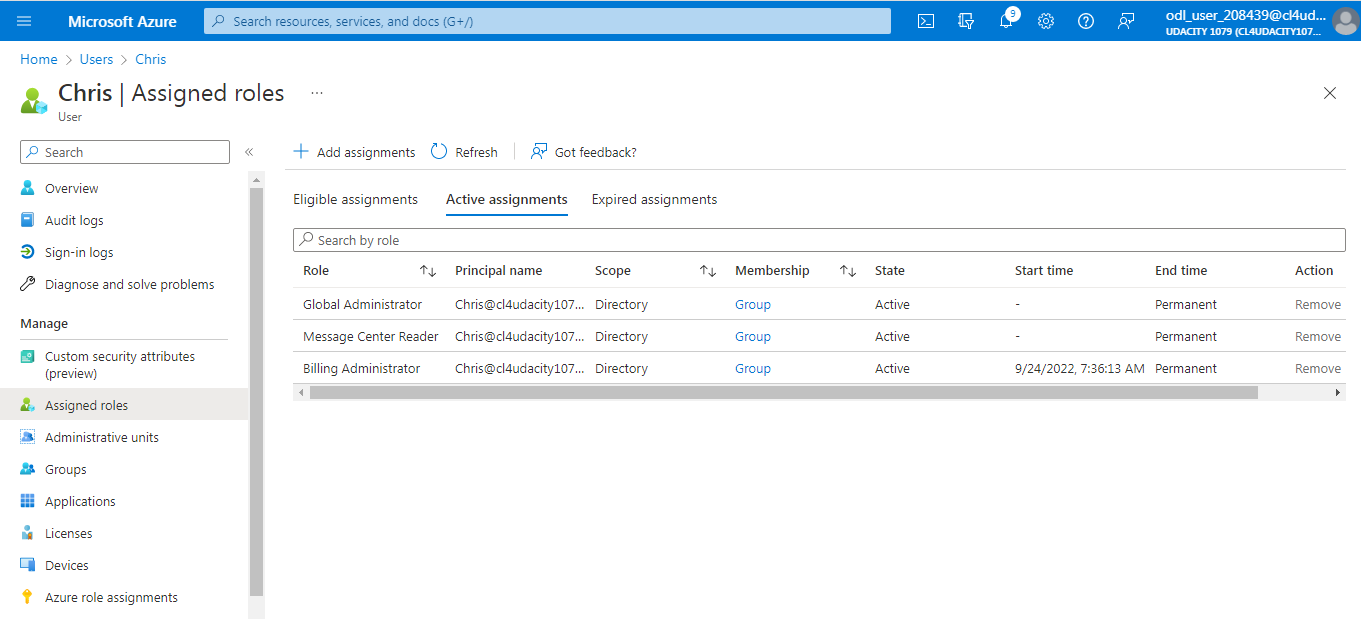 Microsoft Azure
Search resources, services, and docs (G+/)
9
odl_user_208439@cl4ud...
UDACITY 1079 (CL4UDACITY107...
Home > Users > Chris
Chris | Assigned roles ...
User
Search
«
Overview
Audit logs
Sign-in logs
Diagnose and solve problems
Manage
Custom security attributes
(preview)
Assigned roles
Administrative units
Groups
Applications
Licenses
Devices
Azure role assignments
Add assignments Refresh Got feedback?
Eligible assignments Active assignments Expired assignments
Search by role
Role Principal name Scope Membership State Start time End time Action
Global Administrator Chris@cl4udacity107... Directory Group Active - Permanent Remove
Message Center Reader Chris@cl4udacity107... Directory Group Active - Permanent Remove
Billing Administrator Chris@cl4udacity107... Directory Group Active 9/24/2022, 7:36:13 AM Permanent Remove